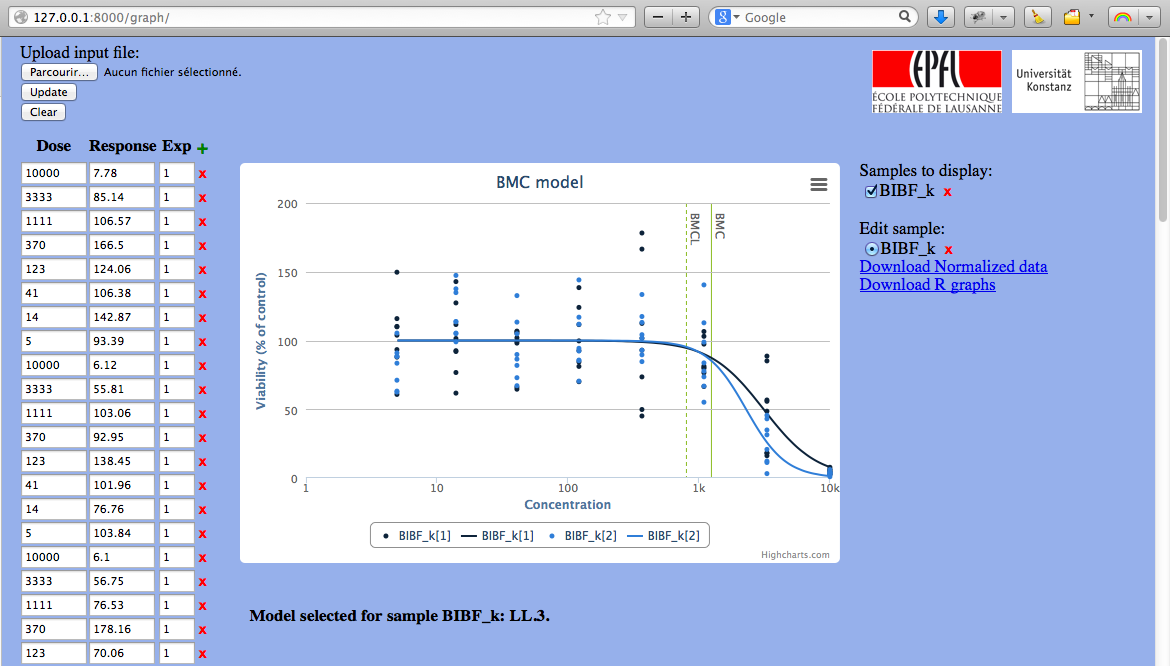 127.0.0.1:8000/graph/
Google
Upload input file:
Parcourir... Aucun fichier sélectionné.
Update
Clear
EPFL
ÉCOLE POLYTECHNIQUE
FÉDÉRALE DE LAUSANNE
Universität
Konstanz
Dose Response Exp +
10000 7.78 1 x
3333 85.14 1 x
1111 106.57 1 x
370 166.5 1 x
123 124.06 1 x
41 106.38 1 x
14 142.87 1 x
5 93.39 1 x
10000 6.12 1 x
3333 55.81 1 x
1111 103.06 1 x
370 92.95 1 x
123 138.45 1 x
41 101.96 1 x
14 76.76 1 x
5 103.84 1 x
10000 6.1 1 x
3333 56.75 1 x
1111 76.53 1 x
370 178.16 1 x
123 70.06 1 x
BMC model
Viability (% of control)
200
150
100
50
0
BMCL
BMC
1 10 100 1k 10k
Concentration
BIBF_k[1] BIBF_k[1] BIBF_k[2] BIBF_k[2]
Highcharts.com
Model selected for sample BIBF_k: LL.3.
Samples to display:
BIBF_k x
Edit sample:
BIBF_k x
Download Normalized data
Download R graphs